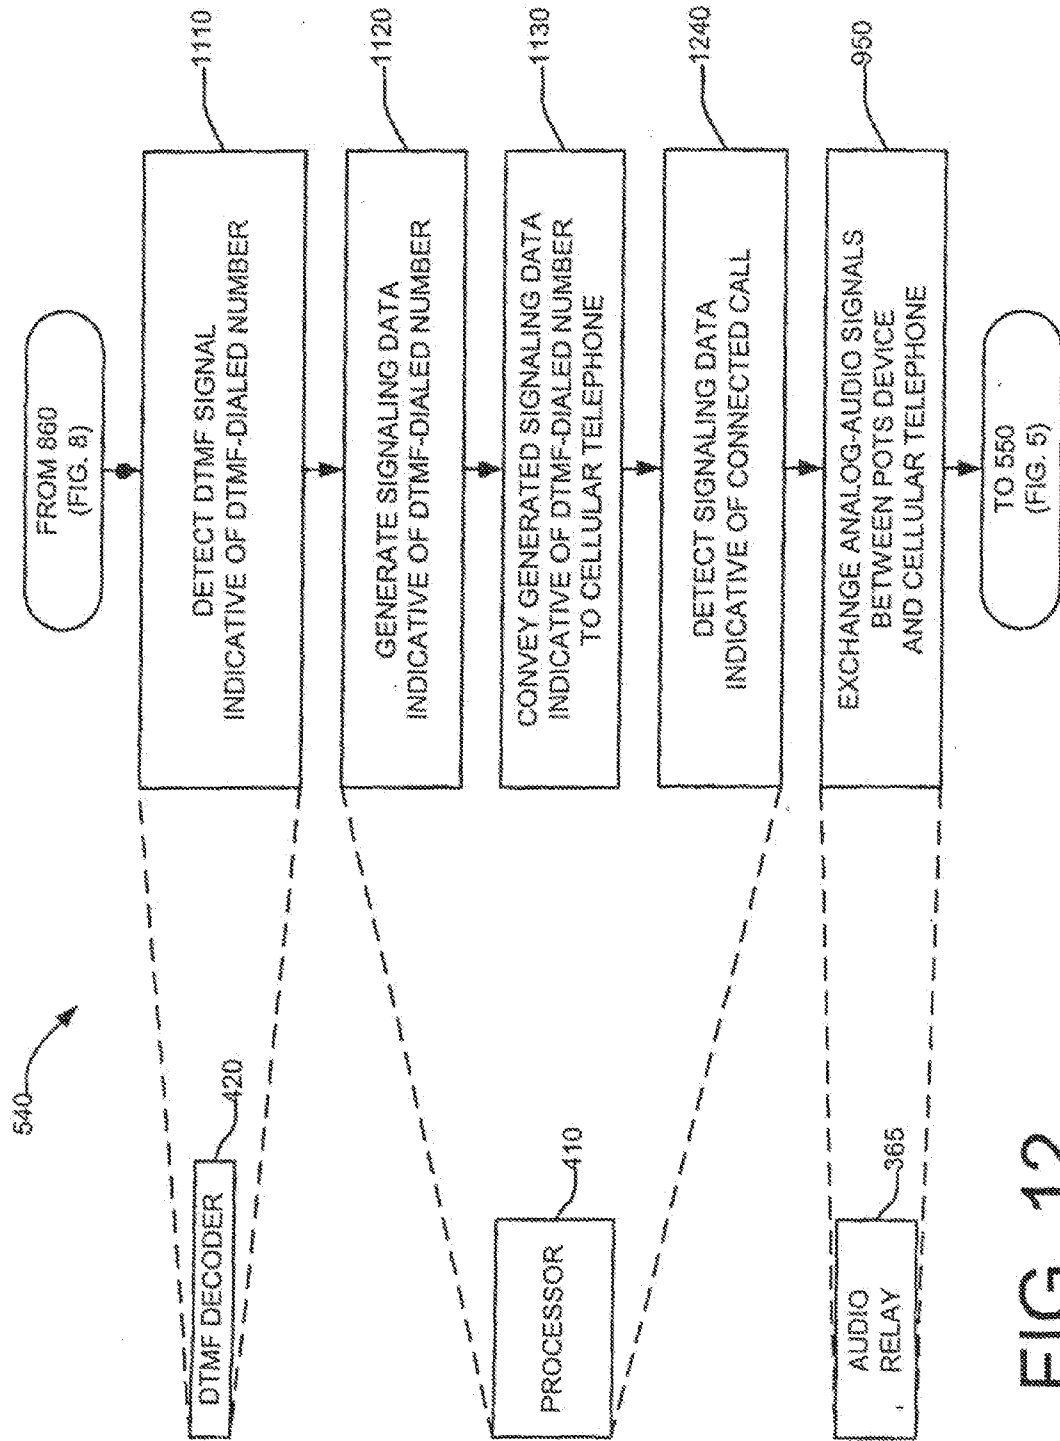 540
FROM 860
(FIG. 8)
DTMF DECODER
420
DETECT DTMF SIGNAL
INDICATIVE OF DTMF-DIALED NUMBER
1110
GENERATE SIGNALING DATA
INDICATIVE OF DTMF-DIALED NUMBER
1120
PROCESSOR
410
CONVEY GENERATED SIGNALING DATA
INDICATIVE OF DTMF-DIALED NUMBER
TO CELLULAR TELEPHONE
1130
DETECT SIGNALING DATA
INDICATIVE OF CONNECTED CALL
1240
AUDIO
RELAY
365
EXCHANGE ANALOG-AUDIO SIGNALS
BETWEEN POTS DEVICE
AND CELLULAR TELEPHONE
950
TO 550
(FIG. 5)
FIG. 12